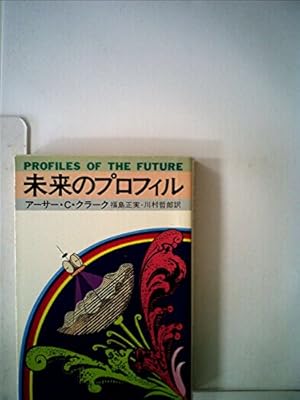 PROFILES OF THE FUTURE
未来のプロフィル
アーサー・C・クラーク 福島正実・川村哲郎訳